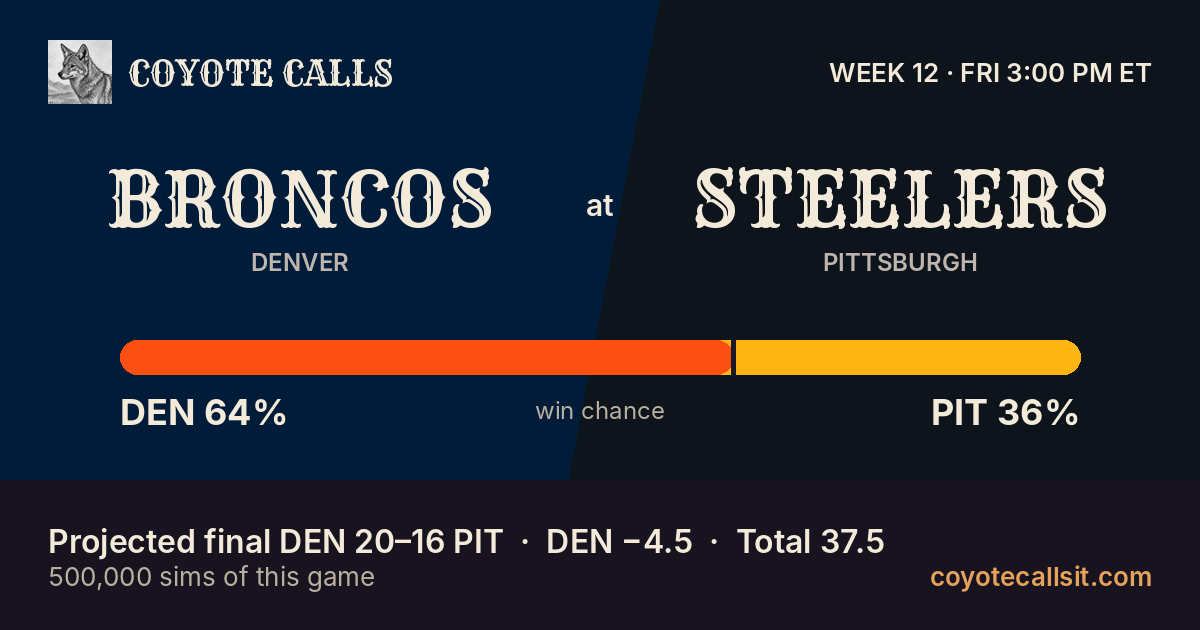 COYOTE CALLS
WEEK 12 · FRI 3:00 PM ET
BRONCOS at STEELERS
DENVER PITTSBURGH
DEN 64% win chance PIT 36%
Projected final DEN 20–16 PIT · DEN −4.5 · Total 37.5
500,000 sims of this game
coyotecallsit.com